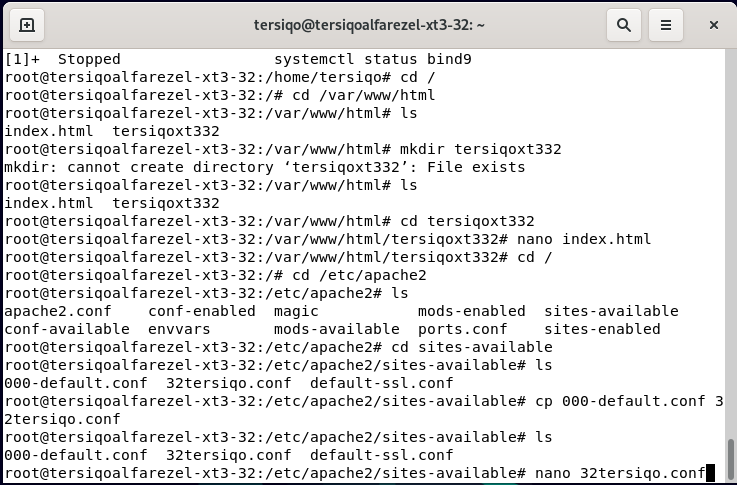 tersiqo@tersiqoalfarezel-xt3-32: ~
[1]+  Stopped                 systemctl status bind9
root@tersiqoalfarezel-xt3-32:/home/tersiqo# cd /
root@tersiqoalfarezel-xt3-32:/# cd /var/www/html
root@tersiqoalfarezel-xt3-32:/var/www/html# ls
index.html  tersiqoxt332
root@tersiqoalfarezel-xt3-32:/var/www/html# mkdir tersiqoxt332
mkdir: cannot create directory ‘tersiqoxt332’: File exists
root@tersiqoalfarezel-xt3-32:/var/www/html# ls
index.html  tersiqoxt332
root@tersiqoalfarezel-xt3-32:/var/www/html# cd tersiqoxt332
root@tersiqoalfarezel-xt3-32:/var/www/html/tersiqoxt332# nano index.html
root@tersiqoalfarezel-xt3-32:/var/www/html/tersiqoxt332# cd /
root@tersiqoalfarezel-xt3-32:/# cd /etc/apache2
root@tersiqoalfarezel-xt3-32:/etc/apache2# ls
apache2.conf    conf-enabled  magic           mods-enabled  sites-available
conf-available  envvars       mods-available  ports.conf    sites-enabled
root@tersiqoalfarezel-xt3-32:/etc/apache2# cd sites-available
root@tersiqoalfarezel-xt3-32:/etc/apache2/sites-available# ls
000-default.conf  32tersiqo.conf  default-ssl.conf
root@tersiqoalfarezel-xt3-32:/etc/apache2/sites-available# cp 000-default.conf 3
2tersiqo.conf
root@tersiqoalfarezel-xt3-32:/etc/apache2/sites-available# ls
000-default.conf  32tersiqo.conf  default-ssl.conf
root@tersiqoalfarezel-xt3-32:/etc/apache2/sites-available# nano 32tersiqo.conf